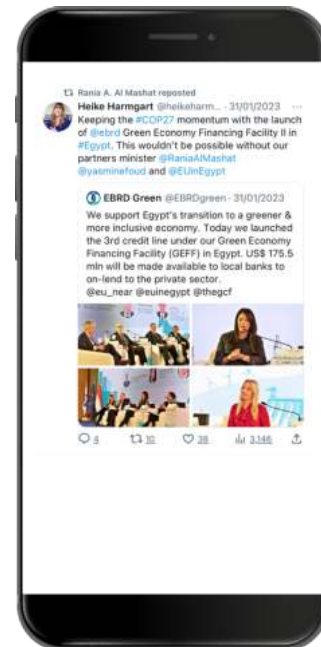 Rania A. Al Mashat reposted
Heike Harmgart @heikeharm... · 31/01/2023 ...
Keeping the #COP27 momentum with the launch
of @ebrd Green Economy Financing Facility II in
#Egypt. This wouldn't be possible without our
partners minister @RaniaAlMashat
@yasminefoud and @EUinEgypt
EBRD Green @EBRDgreen · 31/01/2023
We support Egypt's transition to a greener &
more inclusive economy. Today we launched
the 3rd credit line under our Green Economy
Financing Facility (GEFF) in Egypt. US$ 175.5
mln will be made available to local banks to
on-lend to the private sector.
@eu_near @euinegypt @thegcf
4 10 38 3,146